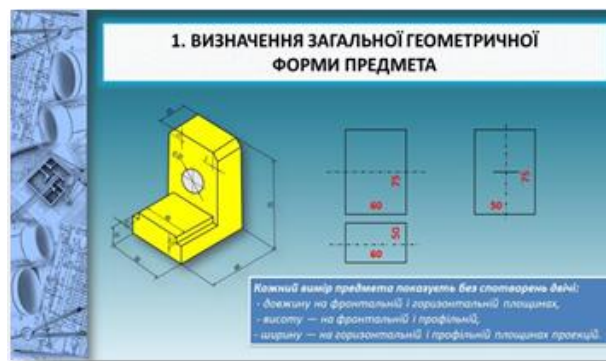 1. ВИЗНАЧЕННЯ ЗАГАЛЬНОЇ ГЕОМЕТРИЧНОЇ
ФОРМИ ПРЕДМЕТА
75
60
75
50
50
60
Кожний вимір предмета показують без спотворень двічі:
- довжину на фронтальній і горизонтальній площинах,
- висоту — на фронтальній і профільній,
- ширину — на горизонтальній і профільній площинах проекцій.